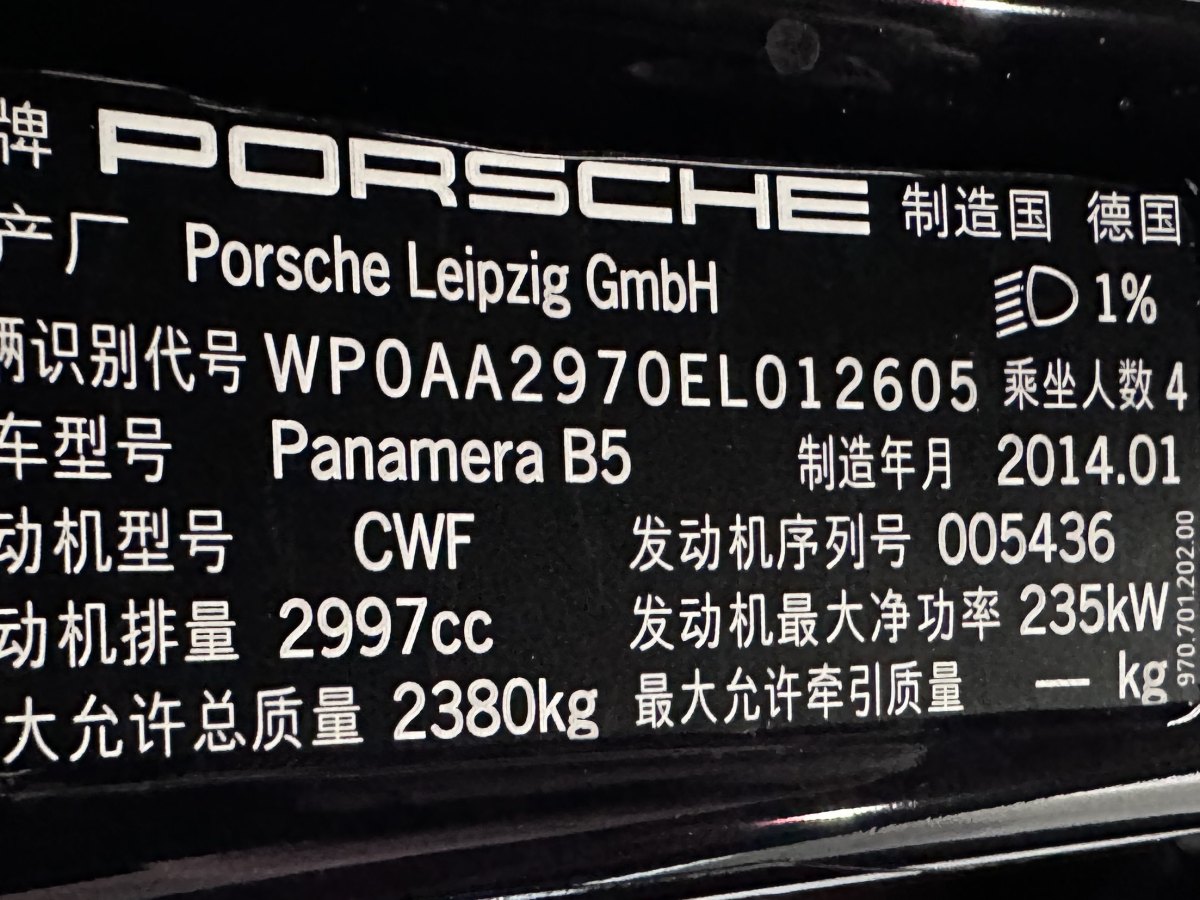 牌 PORSCHE 制造国 德国
产厂 Porsche Leipzig GmbH 1%
辆识别代号 WP0AA2970EL012605 乘坐人数 4
车型号 Panamera B5 制造年月 2014.01
动机型号 CWF 发动机序列号 005436
动机排量 2997cc 发动机最大净功率 235kW
大允许总质量 2380kg 最大允许牵引质量 — kg
970.701.202.00